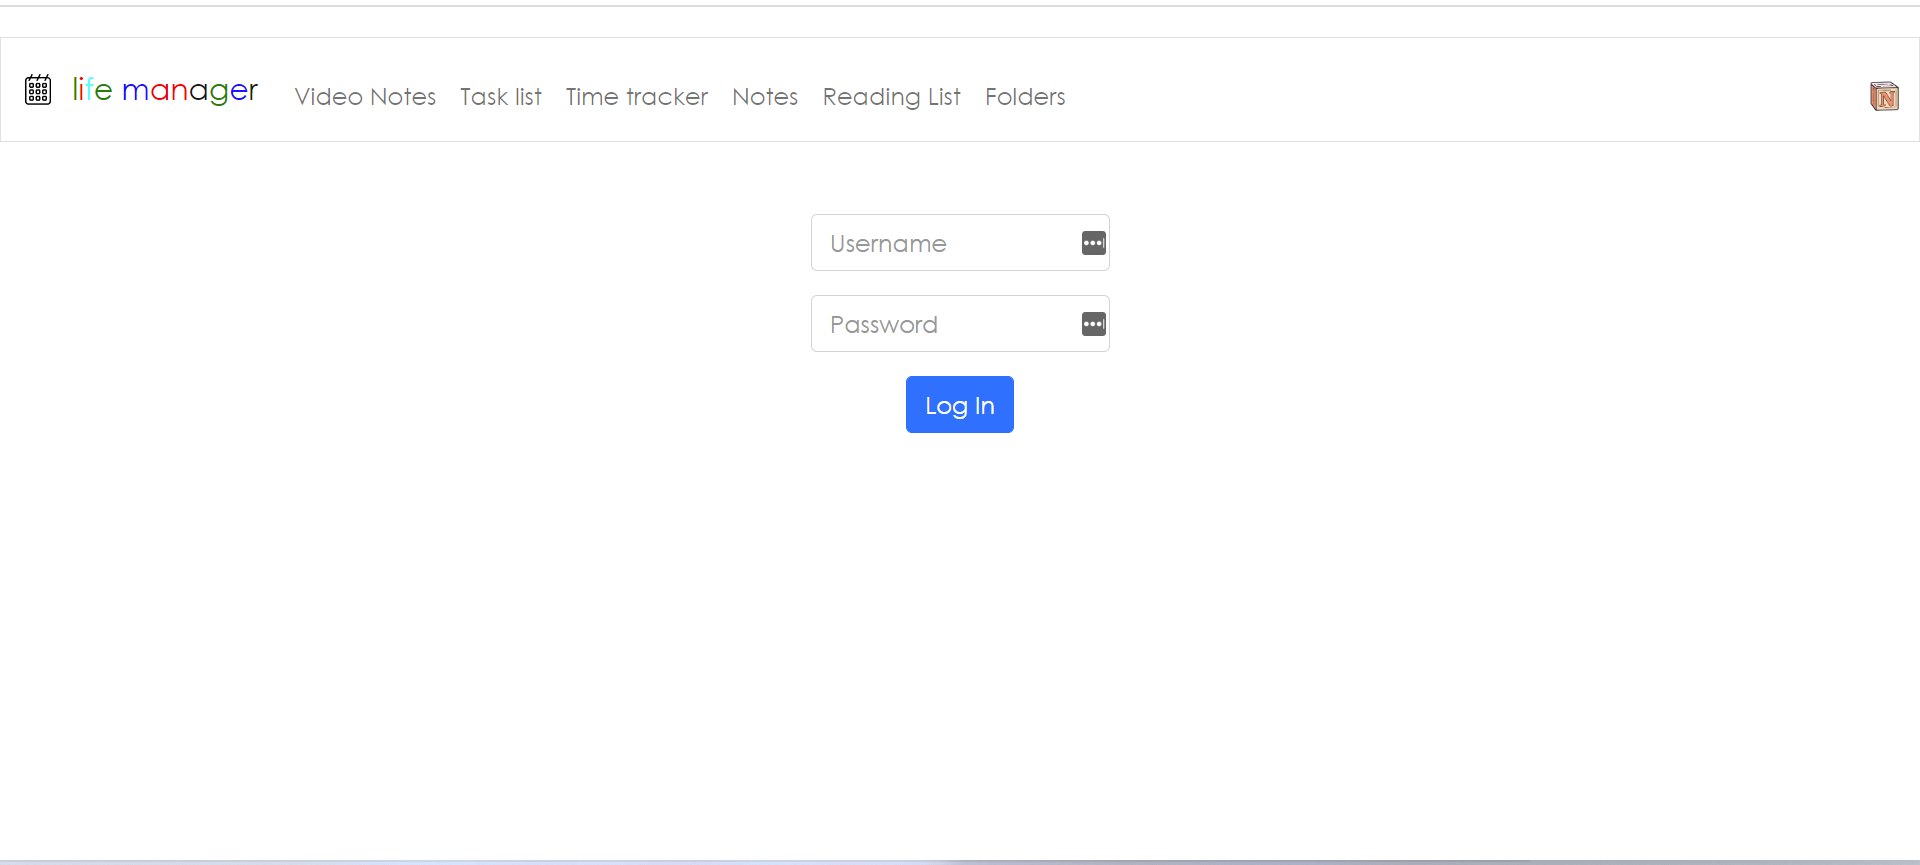 life manager Video Notes Task list Time tracker Notes Reading List Folders N
Username
Password
Log In